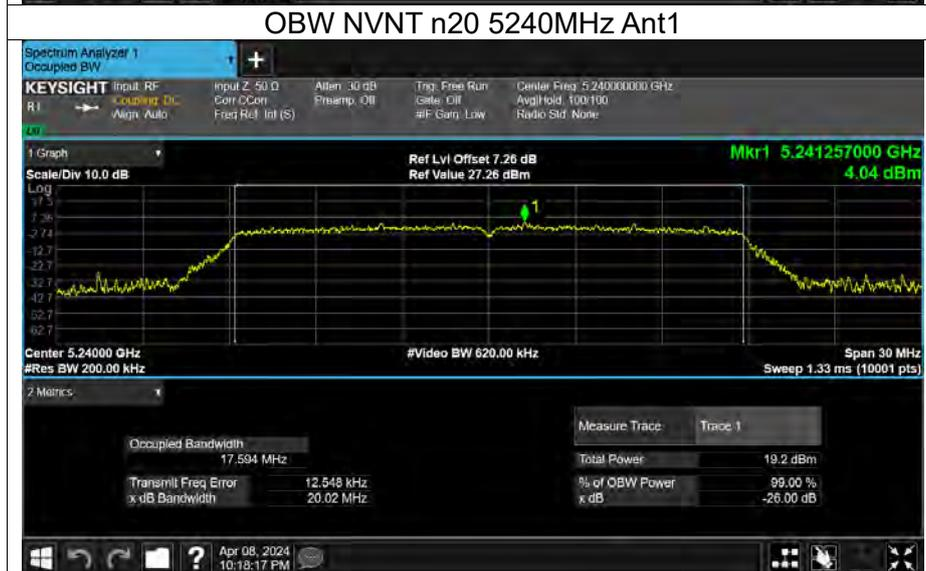 OBW NVNT n20 5240MHz Ant1
Spectrum Analyzer 1
Occupied BW
+
KEYSIGHT
Input: RF
Coupling: DC
Align: Auto
Input Z: 50 Ω
Corr CCorr
Freq Ref: Int (S)
Atten: 30 dB
Preamp: Off
Trig: Free Run
Gate: Off
#IF Gain: Low
Center Freq: 5.240000000 GHz
Avg|Hold: 100/100
Radio Std: None
1 Graph
Scale/Div 10.0 dB
Ref Lvl Offset 7.26 dB
Ref Value 27.26 dBm
Mkr1 5.241257000 GHz
4.04 dBm
Log
17.3
7.26
-2.74
-12.7
-22.7
-32.7
-42.7
-52.7
-62.7
1
Center 5.24000 GHz
#Res BW 200.00 kHz
#Video BW 620.00 kHz
Span 30 MHz
Sweep 1.33 ms (10001 pts)
2 Metrics
Occupied Bandwidth
17.594 MHz
Transmit Freq Error 12.548 kHz
x dB Bandwidth 20.02 MHz
Measure Trace Trace 1
Total Power 19.2 dBm
% of OBW Power 99.00 %
x dB -26.00 dB
?
Apr 08, 2024
10:18:17 PM